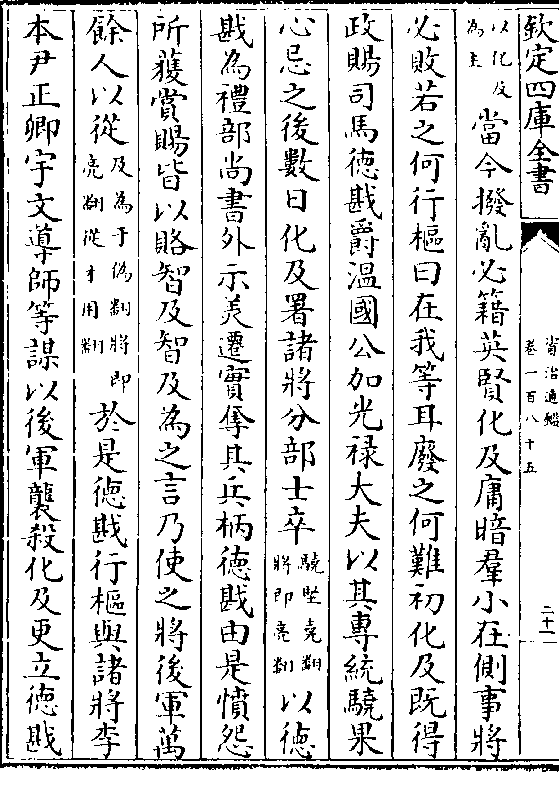 欽定四庫全書
資治通鑑
卷一百八十五
二十一
以化及為主當今撥亂必籍英賢化及庸暗羣小在側事將
必敗若之何行樞曰在我等耳廢之何難初化及既得
政賜司馬德戡爵溫國公加光祿大夫以其專統驍果
心忌之後數日化及署諸將分部士卒驍堅堯翻將即亮翻以德
戡為禮部尚書外示美遷實奪其兵柄德戡由是憤怨
所獲賞賜皆以賂智及智及為之言乃使之將後軍萬
餘人以從及為于偽翻將即亮翻從才用翻於是德戡行樞與諸將李
本尹正卿宇文導師等謀以後軍襲殺化及更立德戡